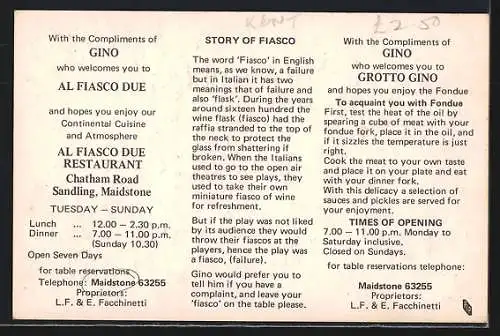 KENT
£2.50
With the Compliments of
GINO
who welcomes you to
AL FIASCO DUE
and hopes you enjoy our
Continental Cuisine
and Atmosphere
AL FIASCO DUE
RESTAURANT
Chatham Road
Sandling, Maidstone
TUESDAY – SUNDAY
Lunch ... 12.00 – 2.30 p.m.
Dinner ... 7.00 – 11.00 p.m.
(Sunday 10.30)
Open Seven Days
for table reservations
Telephone: Maidstone 63255
Proprietors:
L.F. & E. Facchinetti
STORY OF FIASCO
The word 'Fiasco' in English
means, as we know, a failure
but in Italian it has two
meanings that of failure and
also 'flask'. During the years
around sixteen hundred the
wine flask (fiasco) had the
raffia stranded to the top of
the neck to protect the
glass from shattering if
broken. When the Italians
used to go to the open air
theatres to see plays, they
used to take their own
miniature fiasco of wine
for refreshment.
But if the play was not liked
by its audience they would
throw their fiascos at the
players, hence the play was
a fiasco, (failure).
Gino would prefer you to
tell him if you have a
complaint, and leave your
'fiasco' on the table please.
With the Compliments of
GINO
who welcomes you to
GROTTO GINO
and hopes you enjoy the Fondue
To acquaint you with Fondue
First, test the heat of the oil by
spearing a cube of meat with your
fondue fork, place it in the oil, and
if it sizzles the temperature is just
right.
Cook the meat to your own taste
and place it on your plate and eat
with your dinner fork.
With this delicacy a selection of
sauces and pickles are served for
your enjoyment.
TIMES OF OPENING
7.00 – 11.00 p.m. Monday to
Saturday inclusive.
Closed on Sundays.
for table reservations telephone:
Maidstone 63255
Proprietors:
L.F. & E. Facchinetti